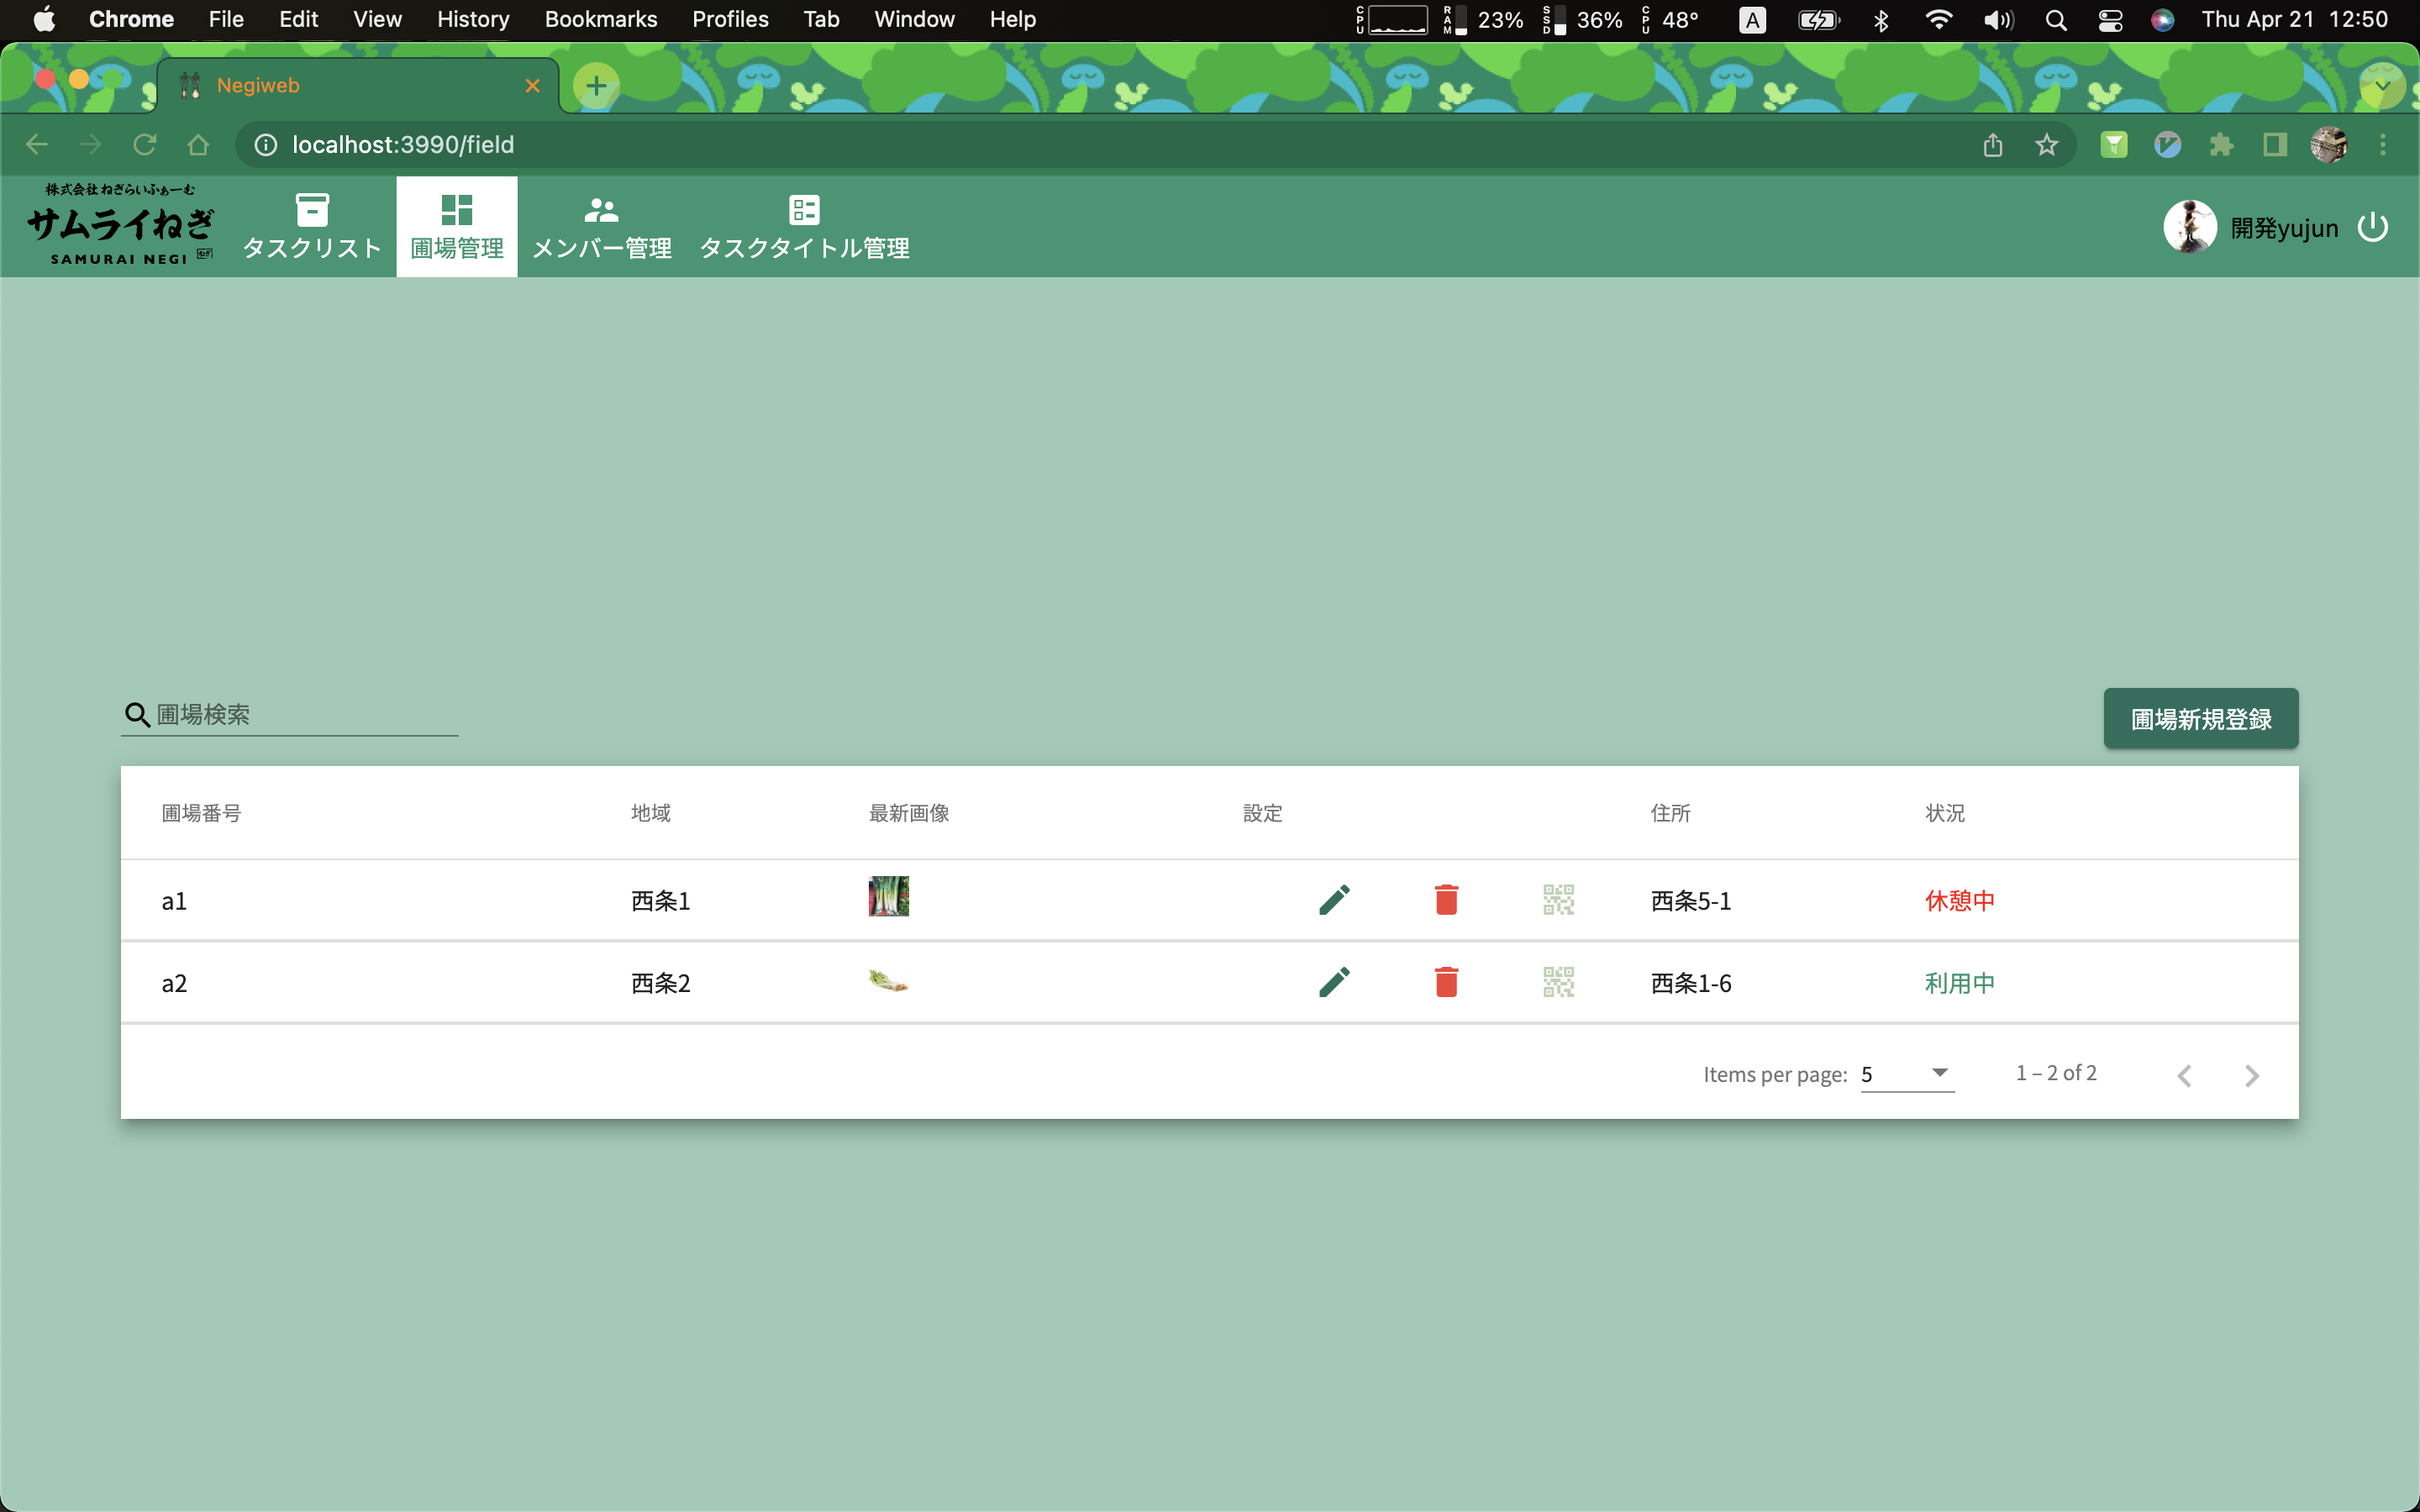 Chrome File Edit View History Bookmarks Profiles Tab Window Help CPU RAM 23% SSD 36% CPU 48° A Thu Apr 21 12:50
Negiweb
localhost:3990/field
株式会社 ねぎらいふぁーむ
サムライねぎ
SAMURAI NEGI
タスクリスト 圃場管理 メンバー管理 タスクタイトル管理 開発yujun
圃場検索 圃場新規登録
圃場番号 地域 最新画像 設定 住所 状況
a1 西条1 西条5-1 休憩中
a2 西条2 西条1-6 利用中
Items per page: 5 1 – 2 of 2